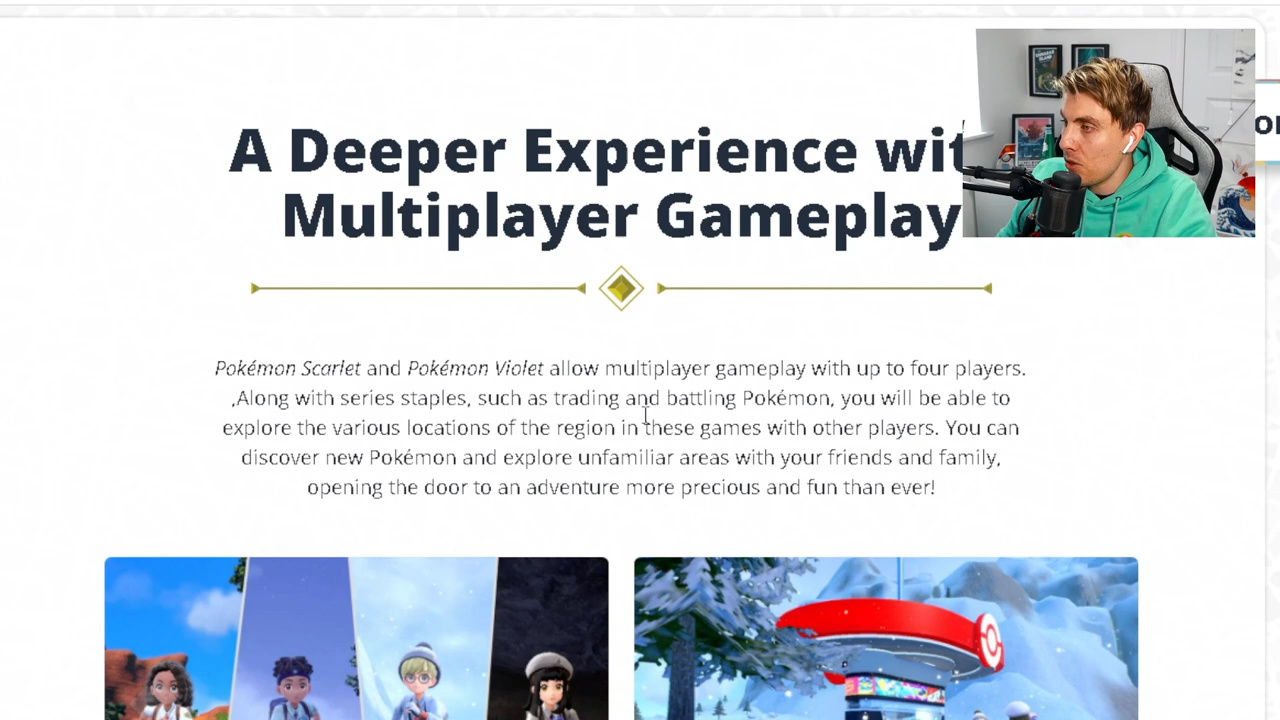 A Deeper Experience wit
Multiplayer Gameplay
Pokémon Scarlet and Pokémon Violet allow multiplayer gameplay with up to four players.
,Along with series staples, such as trading and battling Pokémon, you will be able to
explore the various locations of the region in these games with other players. You can
discover new Pokémon and explore unfamiliar areas with your friends and family,
opening the door to an adventure more precious and fun than ever!